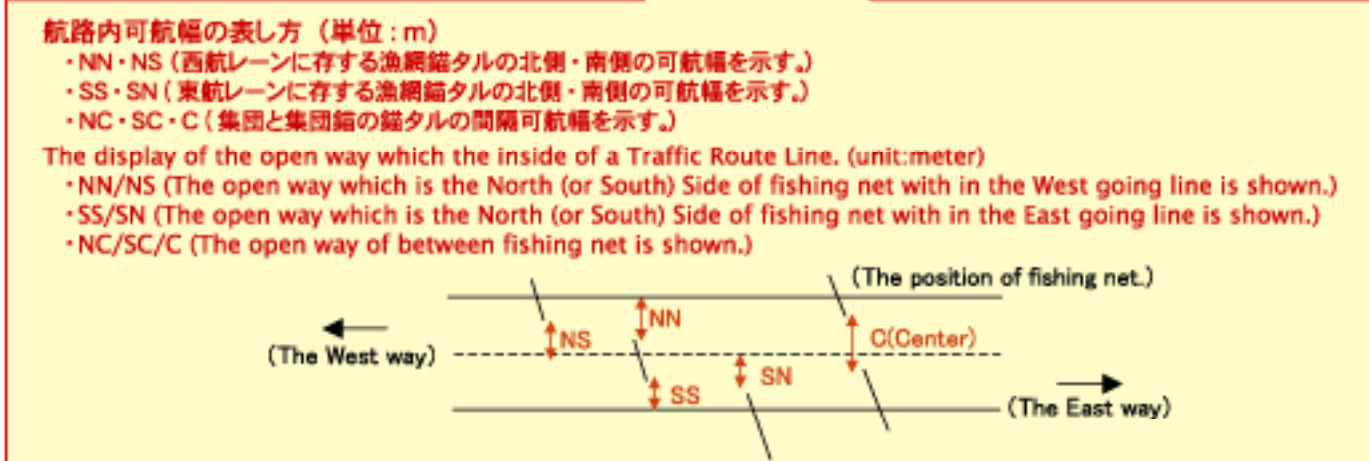 航路内可航幅の表し方（単位：m）
・NN・NS（西航レーンに存する漁網錨タルの北側・南側の可航幅を示す。）
・SS・SN（東航レーンに存する漁網錨タルの北側・南側の可航幅を示す。）
・NC・SC・C（集団と集団錨の錨タルの間隔可航幅を示す。）
The display of the open way which the inside of a Traffic Route Line. (unit:meter)
・NN/NS (The open way which is the North (or South) Side of fishing net with in the West going line is shown.)
・SS/SN (The open way which is the North (or South) Side of fishing net with in the East going line is shown.)
・NC/SC/C (The open way of between fishing net is shown.)
(The position of fishing net.)
NN
NS
C(Center)
(The West way)
SN
SS
(The East way)